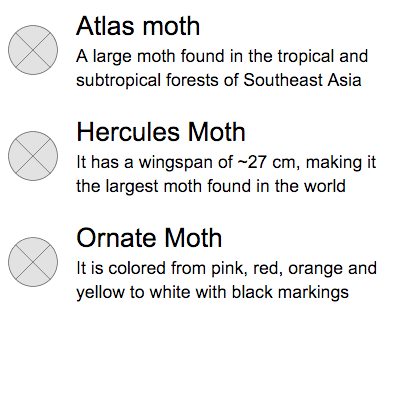 Atlas moth
A large moth found in the tropical and
subtropical forests of Southeast Asia
Hercules Moth
It has a wingspan of ~27 cm, making it
the largest moth found in the world
Ornate Moth
It is colored from pink, red, orange and
yellow to white with black markings